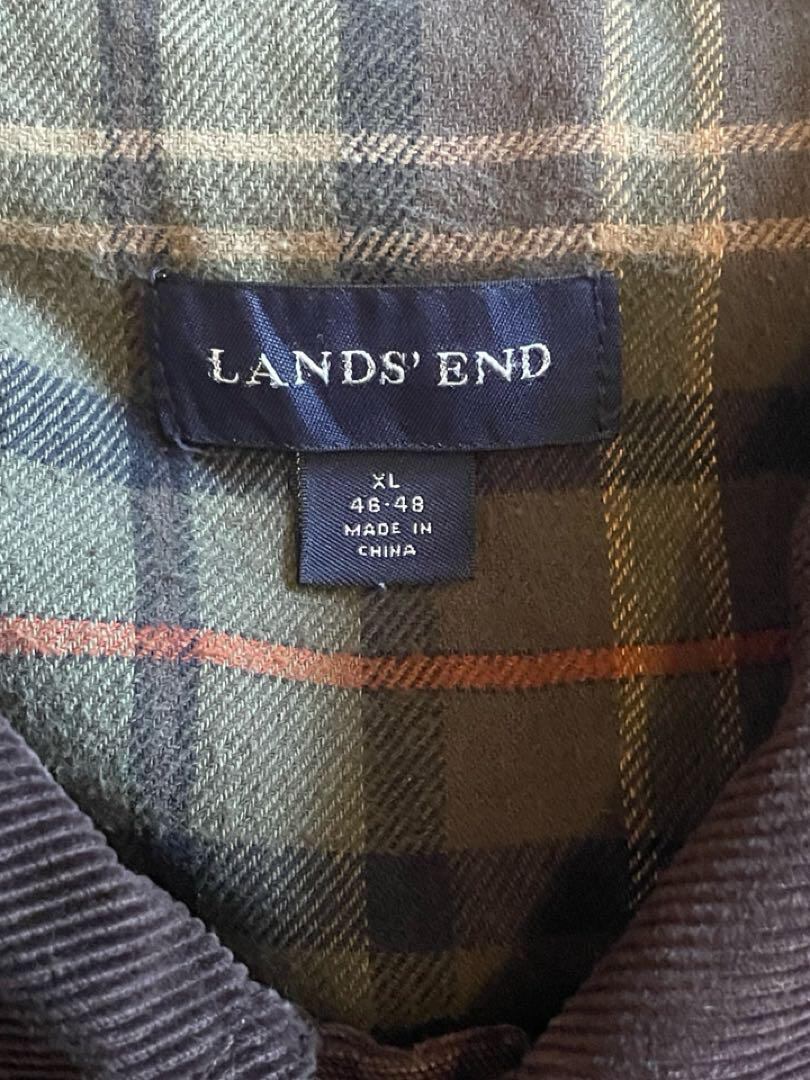 LANDS' END
XL
46-48
MADE IN
CHINA